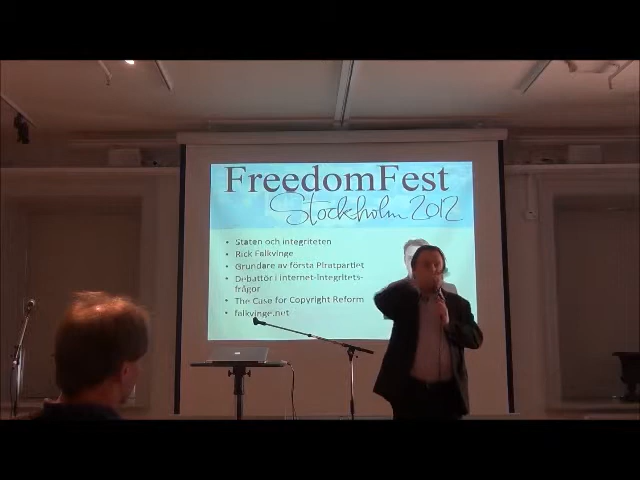 FreedomFest
Stockholm 2012
• Staten och integriteten
• Rick Falkvinge
• Grundare av första Piratpartiet
• Debattör i internet-integritets-
frågor
• The Case for Copyright Reform
• falkvinge.net